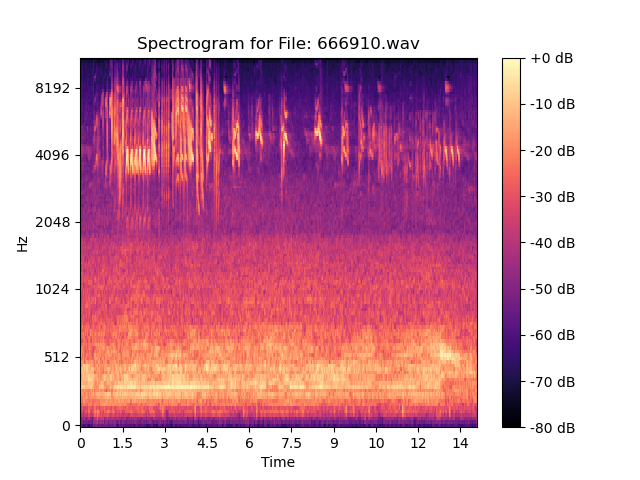 Spectrogram for File: 666910.wav
Hz
8192
4096
2048
1024
512
0
0 1.5 3 4.5 6 7.5 9 10 12 14
Time
+0 dB
-10 dB
-20 dB
-30 dB
-40 dB
-50 dB
-60 dB
-70 dB
-80 dB